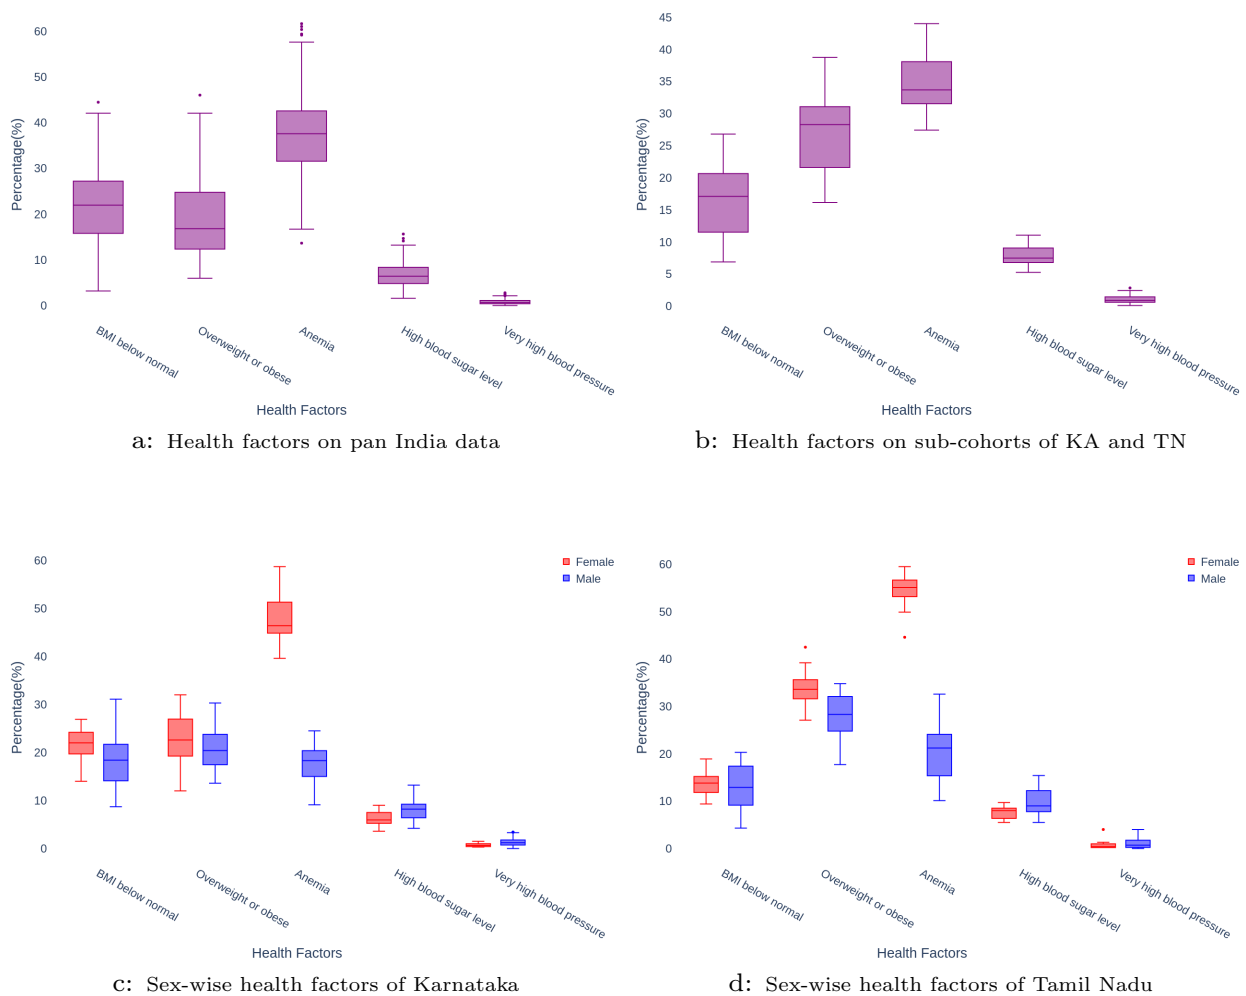 60
50
40
30
20
10
0
Percentage(%)
BMI below normal
Overweight or obese
Anemia
High blood sugar level
Very high blood pressure
Health Factors
a: Health factors on pan India data
45
40
35
30
25
20
15
10
5
0
Percentage(%)
BMI below normal
Overweight or obese
Anemia
High blood sugar level
Very high blood pressure
Health Factors
b: Health factors on sub-cohorts of KA and TN
60
50
40
30
20
10
0
Percentage(%)
Female
Male
BMI below normal
Overweight or obese
Anemia
High blood sugar level
Very high blood pressure
Health Factors
c: Sex-wise health factors of Karnataka
60
50
40
30
20
10
0
Percentage(%)
Female
Male
BMI below normal
Overweight or obese
Anemia
High blood sugar level
Very high blood pressure
Health Factors
d: Sex-wise health factors of Tamil Nadu